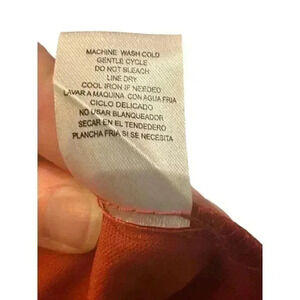 MACHINE WASH COLD
GENTLE CYCLE
DO NOT BLEACH
LINE DRY
COOL IRON IF NEEDED
LAVAR A MAQUINA, CON AGUA FRIA
CICLO DELICADO
NO USAR BLANQUEADOR
SECAR EN EL TENDEDERO
PLANCHA FRIA SI SE NECESITA